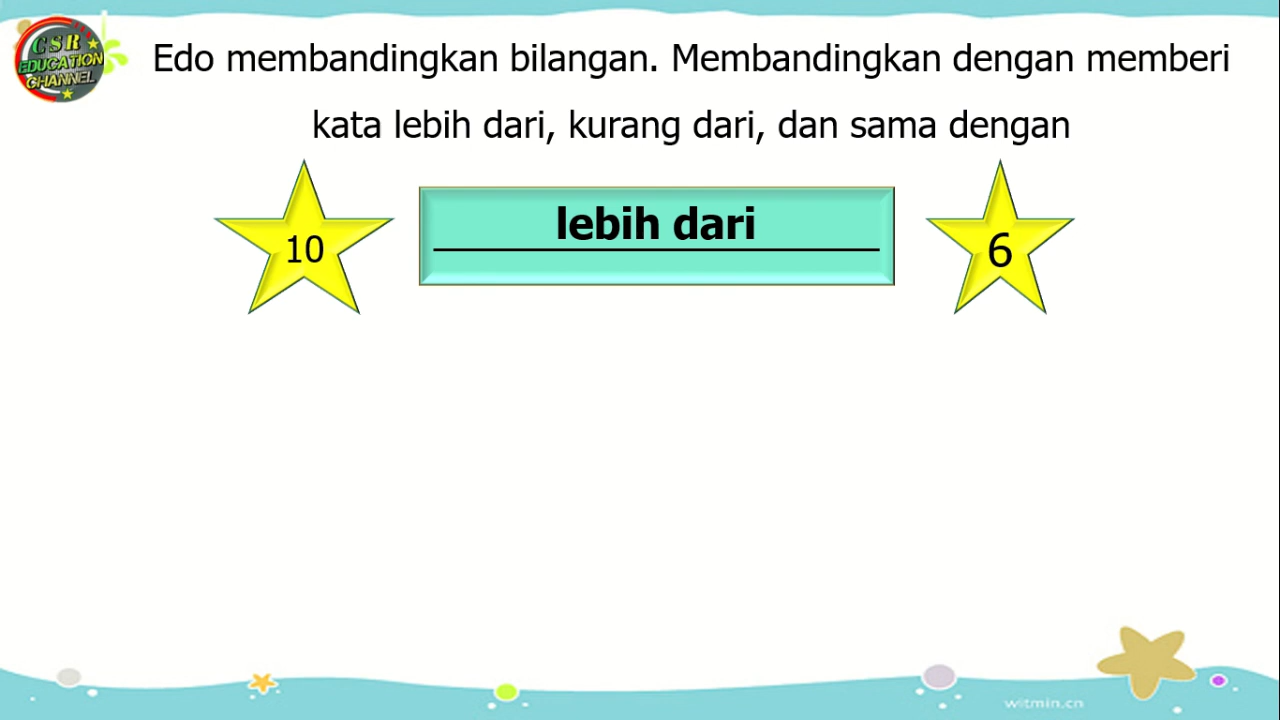 CSR
EDUCATION
CHANNEL
Edo membandingkan bilangan. Membandingkan dengan memberi
kata lebih dari, kurang dari, dan sama dengan
10
lebih dari
6
witmin.cn